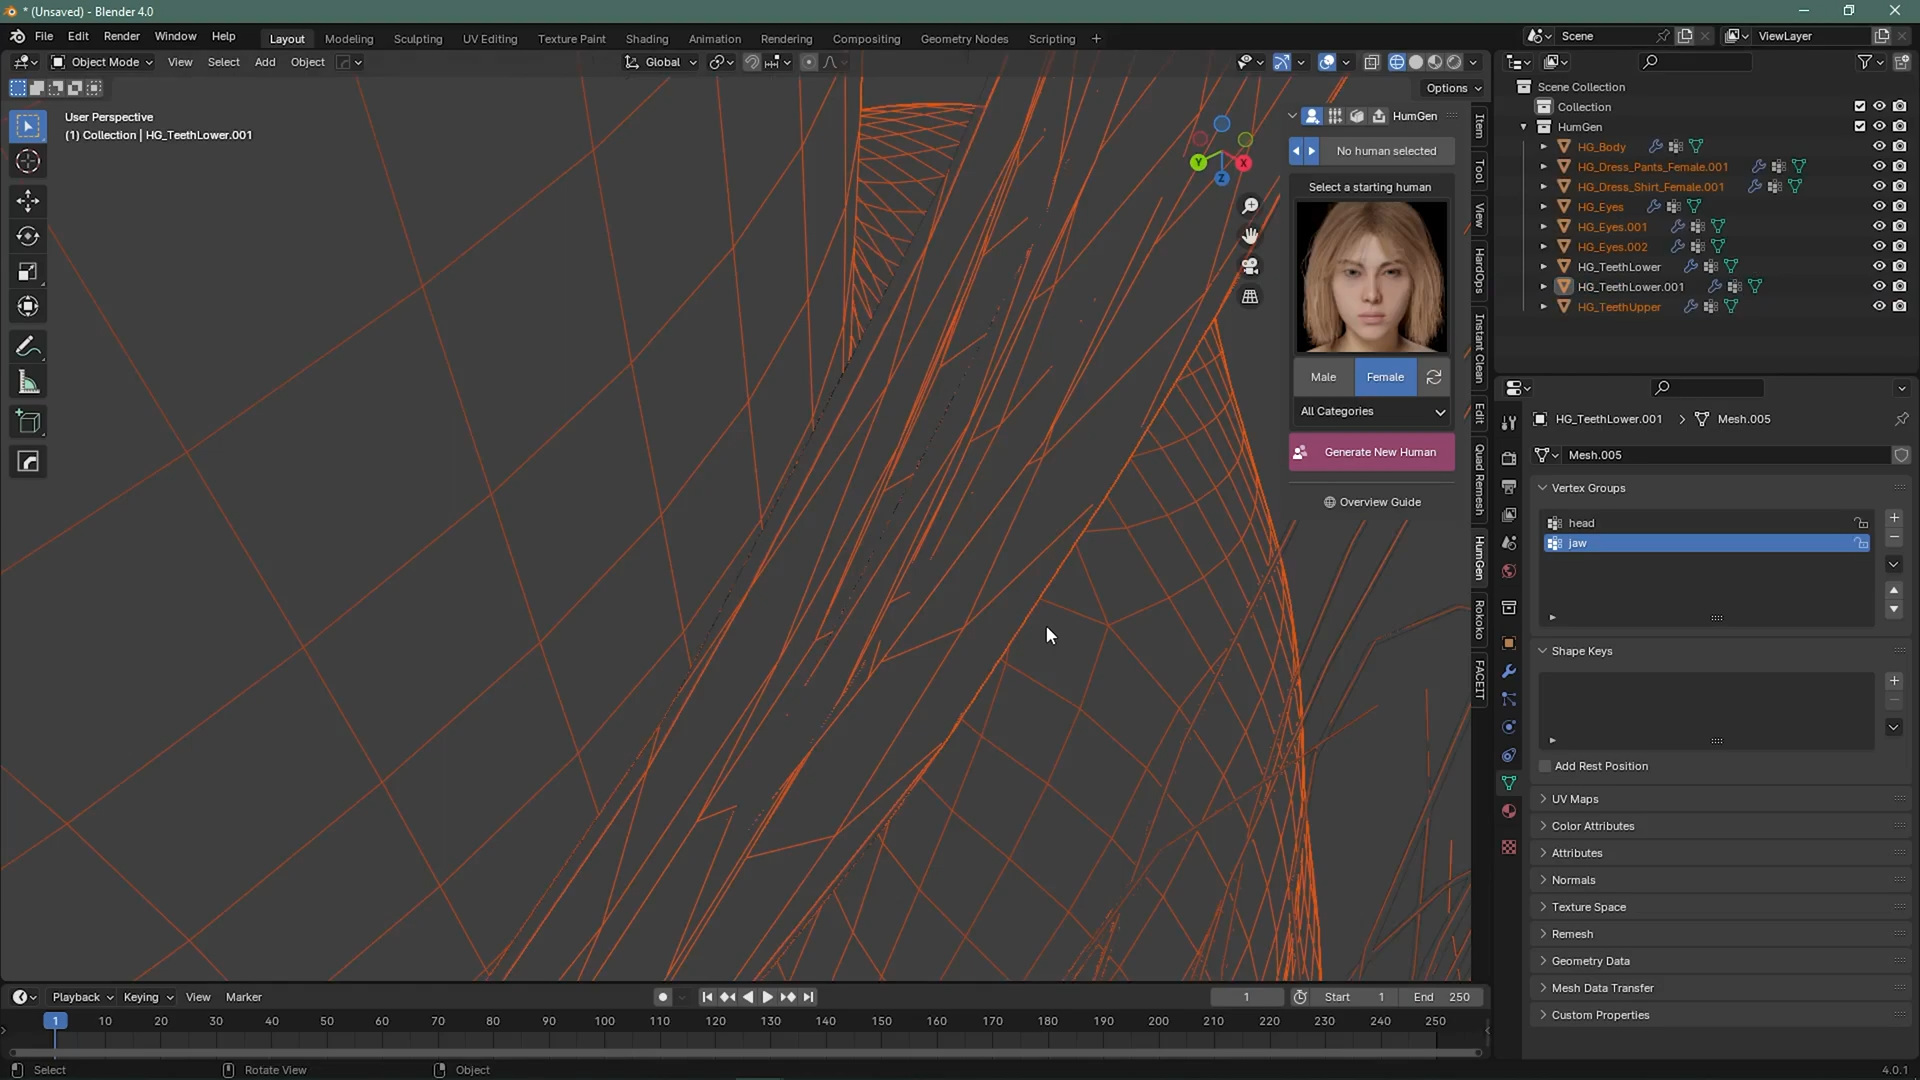 * (Unsaved) - Blender 4.0
File Edit Render Window Help
Layout Modeling Sculpting UV Editing Texture Paint Shading Animation Rendering Compositing Geometry Nodes Scripting +
Scene
ViewLayer
Object Mode View Select Add Object
Global
Options
User Perspective
(1) Collection | HG_TeethLower.001
X
Y
Z
HumGen
No human selected
Select a starting human
Male Female
All Categories
Generate New Human
Overview Guide
Item
Tool
View
HardOps
Instant Clean
Edit
Quad Remesh
HumGen
Rokoko
FACEIT
Scene Collection
Collection
HumGen
HG_Body
HG_Dress_Pants_Female.001
HG_Dress_Shirt_Female.001
HG_Eyes
HG_Eyes.001
HG_Eyes.002
HG_TeethLower
HG_TeethLower.001
HG_TeethUpper
HG_TeethLower.001 > Mesh.005
Mesh.005
Vertex Groups
head
jaw
Shape Keys
Add Rest Position
UV Maps
Color Attributes
Attributes
Normals
Texture Space
Remesh
Geometry Data
Mesh Data Transfer
Custom Properties
Playback Keying View Marker
1
Start 1
End 250
1 10 20 30 40 50 60 70 80 90 100 110 120 130 140 150 160 170 180 190 200 210 220 230 240 250
Select
Rotate View
Object
4.0.1